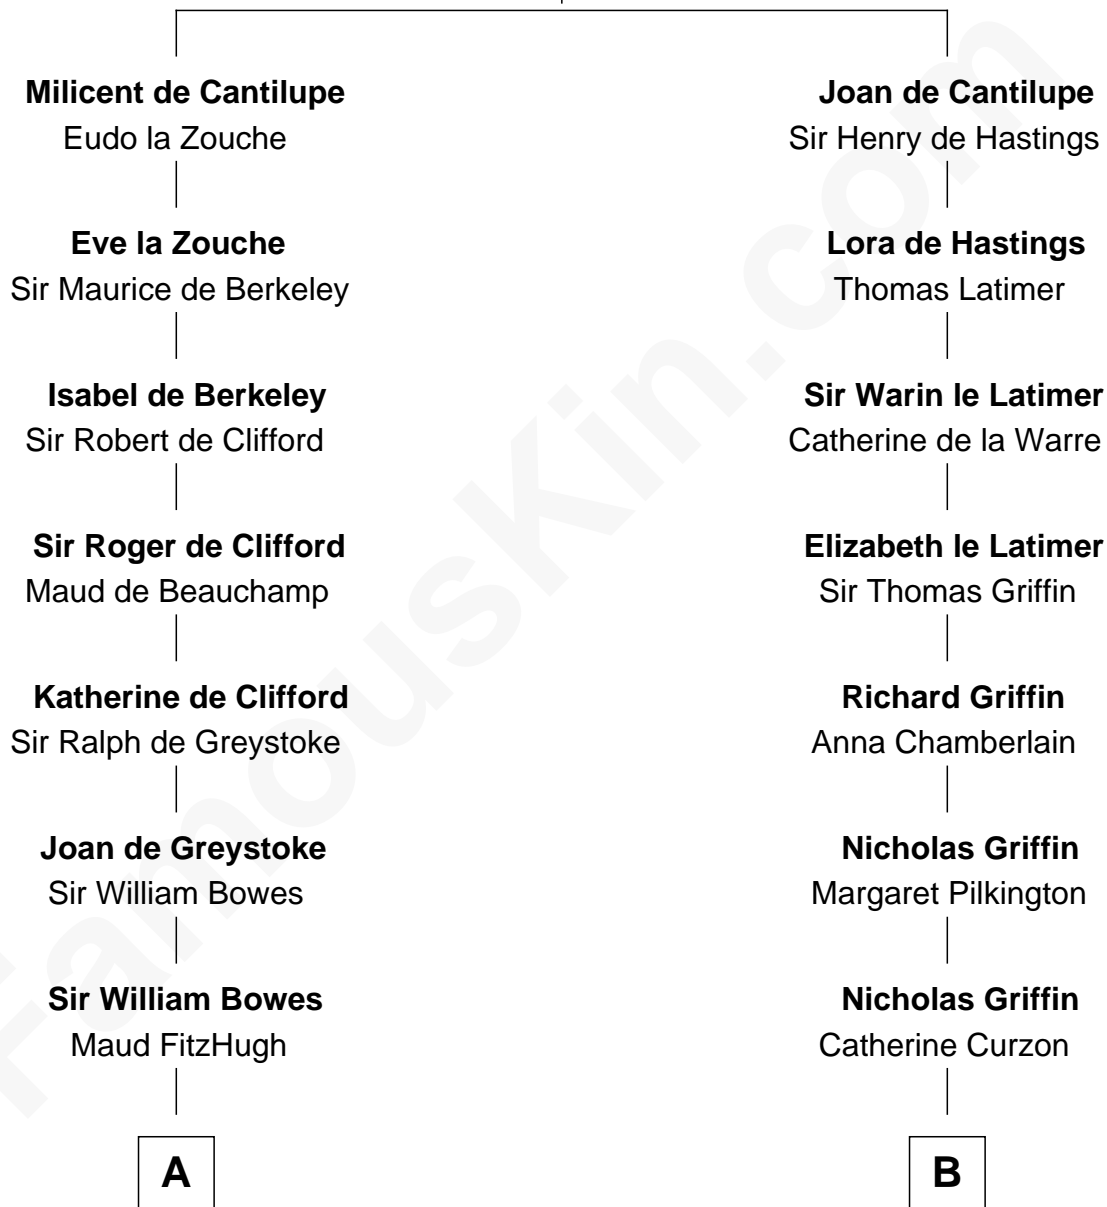 Milicent de Cantilupe
Eudo la Zouche
Eve la Zouche
Sir Maurice de Berkeley
Isabel de Berkeley
Sir Robert de Clifford
Sir Roger de Clifford
Maud de Beauchamp
Katherine de Clifford
Sir Ralph de Greystoke
Joan de Greystoke
Sir William Bowes
Sir William Bowes
Maud FitzHugh
A
Joan de Cantilupe
Sir Henry de Hastings
Lora de Hastings
Thomas Latimer
Sir Warin le Latimer
Catherine de la Warre
Elizabeth le Latimer
Sir Thomas Griffin
Richard Griffin
Anna Chamberlain
Nicholas Griffin
Margaret Pilkington
Nicholas Griffin
Catherine Curzon
B
FamousKin.com